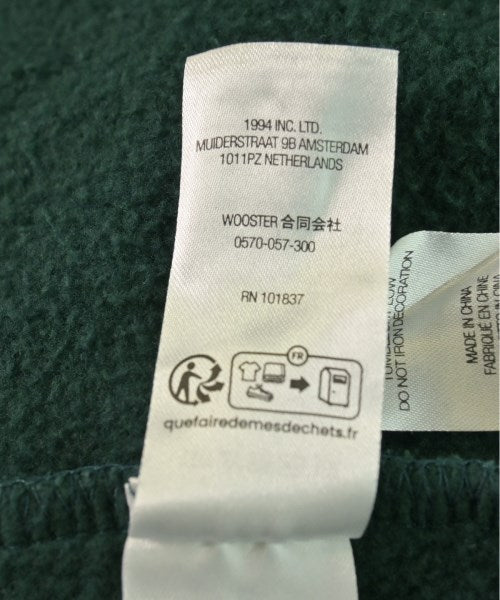 1994 INC. LTD.
MUIDERSTRAAT 9B AMSTERDAM
1011PZ NETHERLANDS
WOOSTER 合同会社
0570-057-300
RN 101837
FR
quefairedemesdechets.fr
DO NOT IRON DECORATION
MADE IN CHINA
FABRIQUÉ EN CHINE